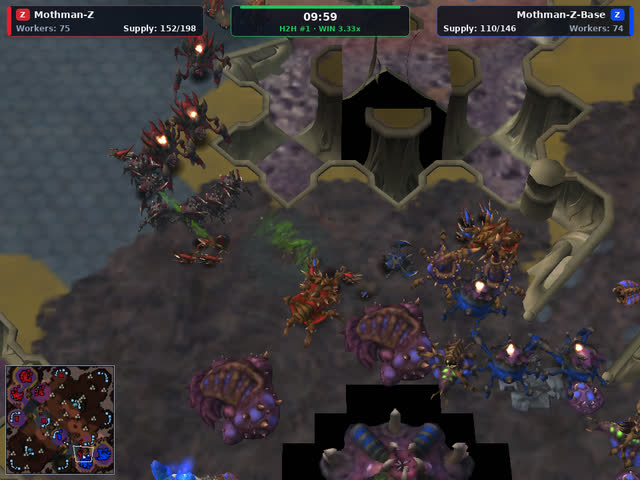 Z Mothman-Z
Workers: 75 Supply: 152/198
09:59
H2H #1 · WIN 3.33x
Mothman-Z-Base Z
Supply: 110/146 Workers: 74